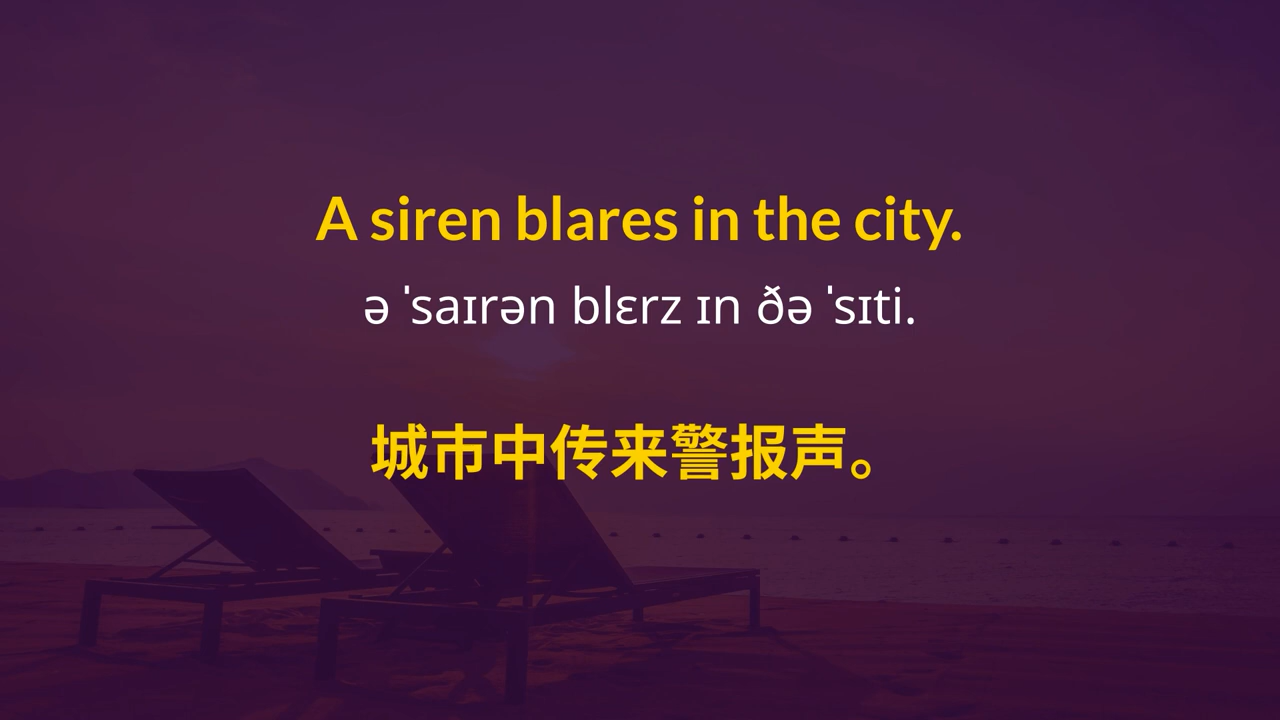 A siren blares in the city.
ə ˈsaɪrən blɛrz ɪn ðə ˈsɪti.
城市中传来警报声。